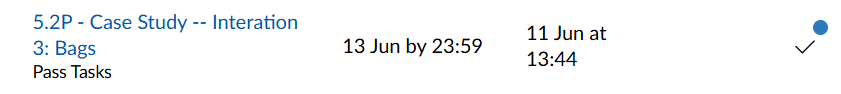 5.2P - Case Study -- Interation
3: Bags
Pass Tasks
13 Jun by 23:59
11 Jun at
13:44